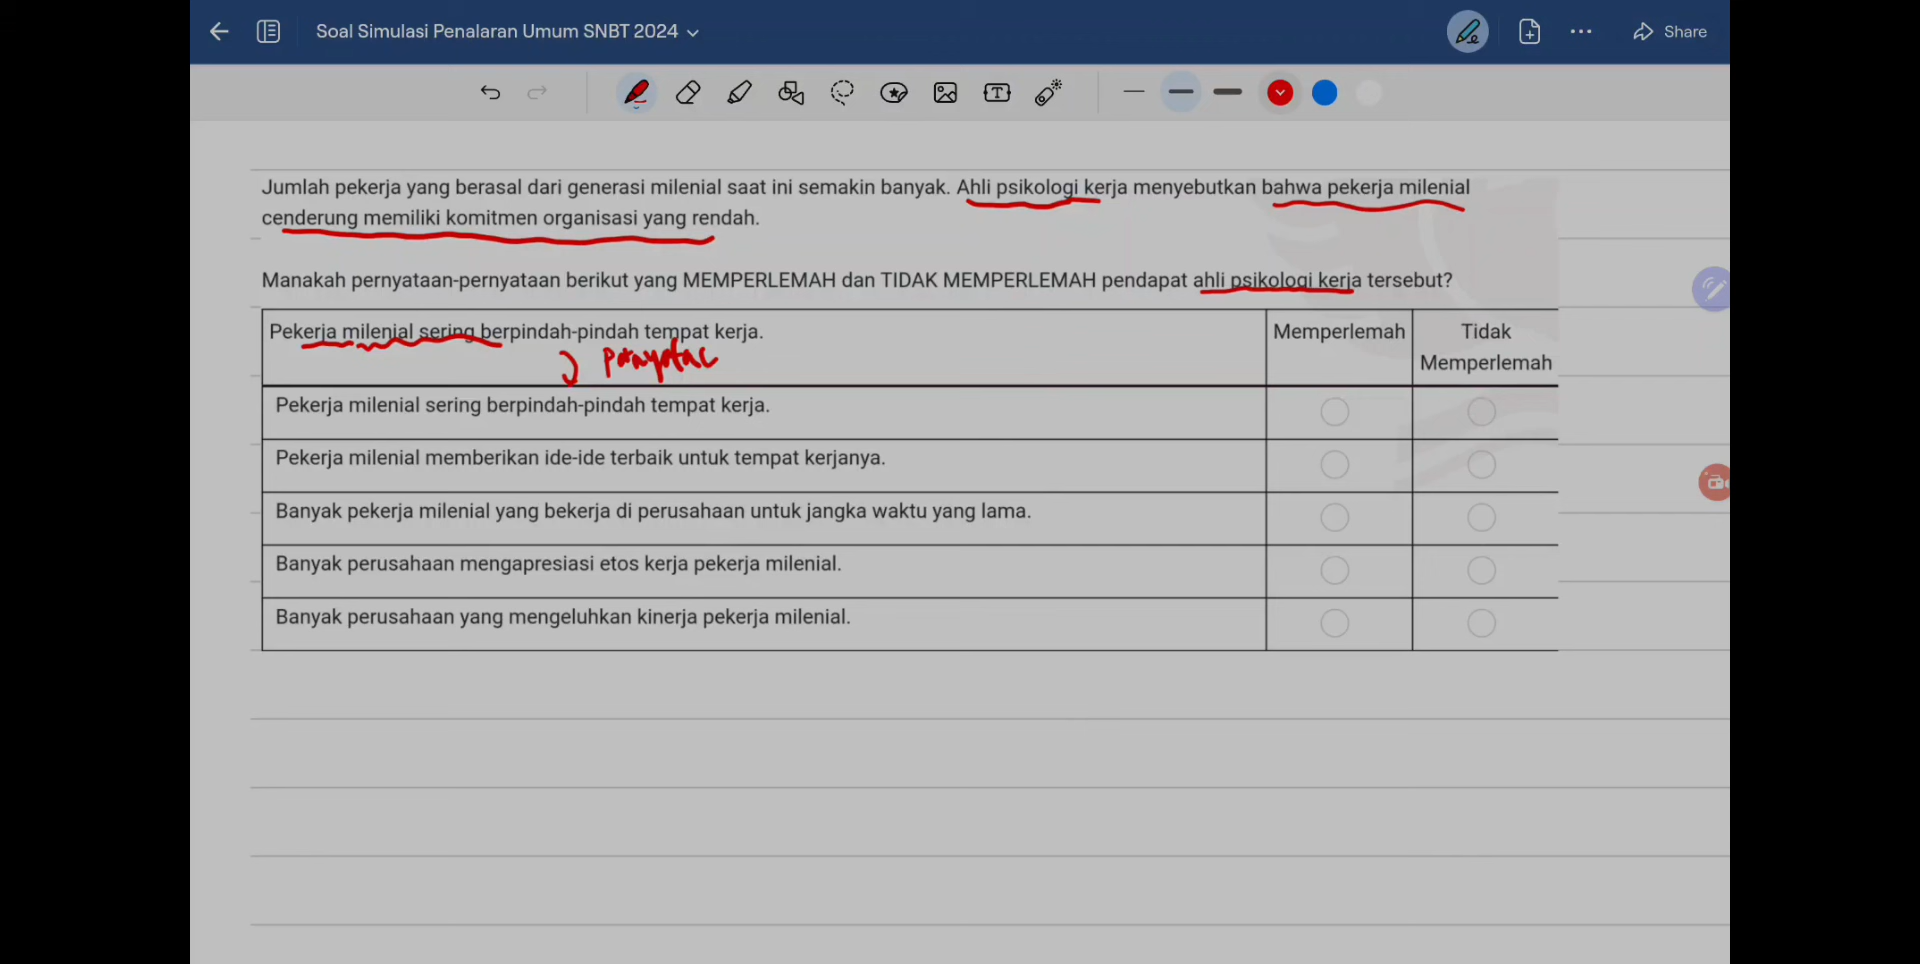 Soal Simulasi Penalaran Umum SNBT 2024
Share
Jumlah pekerja yang berasal dari generasi milenial saat ini semakin banyak. Ahli psikologi kerja menyebutkan bahwa pekerja milenial
cenderung memiliki komitmen organisasi yang rendah.
Manakah pernyataan-pernyataan berikut yang MEMPERLEMAH dan TIDAK MEMPERLEMAH pendapat ahli psikologi kerja tersebut?
Pekerja milenial sering berpindah-pindah tempat kerja.
Memperlemah
Tidak
Memperlemah
Pekerja milenial sering berpindah-pindah tempat kerja.
Pekerja milenial memberikan ide-ide terbaik untuk tempat kerjanya.
Banyak pekerja milenial yang bekerja di perusahaan untuk jangka waktu yang lama.
Banyak perusahaan mengapresiasi etos kerja pekerja milenial.
Banyak perusahaan yang mengeluhkan kinerja pekerja milenial.